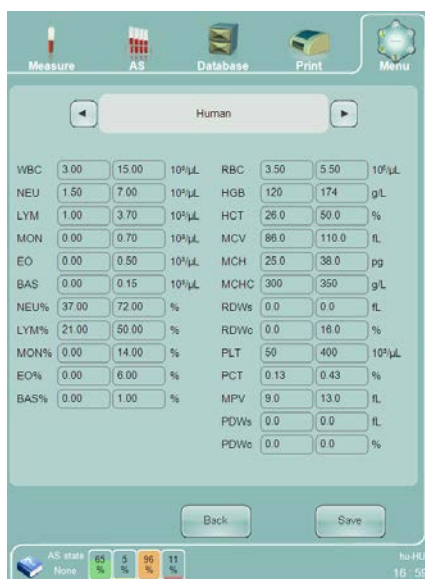 Measure AS Database Print Menu
Human
WBC 3.00 15.00 10³/µL RBC 3.50 5.50 10⁶/µL
NEU 1.50 7.00 10³/µL HGB 120 174 g/L
LYM 1.00 3.70 10³/µL HCT 26.0 50.0 %
MON 0.00 0.70 10³/µL MCV 86.0 110.0 fL
EO 0.00 0.50 10³/µL MCH 25.0 38.0 pg
BAS 0.00 0.15 10³/µL MCHC 300 350 g/L
NEU% 37.00 72.00 % RDWs 0.0 0.0 fL
LYM% 21.00 50.00 % RDWc 0.0 16.0 %
MON% 0.00 14.00 % PLT 50 400 10³/µL
EO% 0.00 6.00 % PCT 0.13 0.43 %
BAS% 0.00 1.00 % MPV 9.0 13.0 fL
PDWs 0.0 0.0 fL
PDWc 0.0 0.0 %
Back Save
AS state 65 5 96 11 hu-HU
None % % % % 16:59